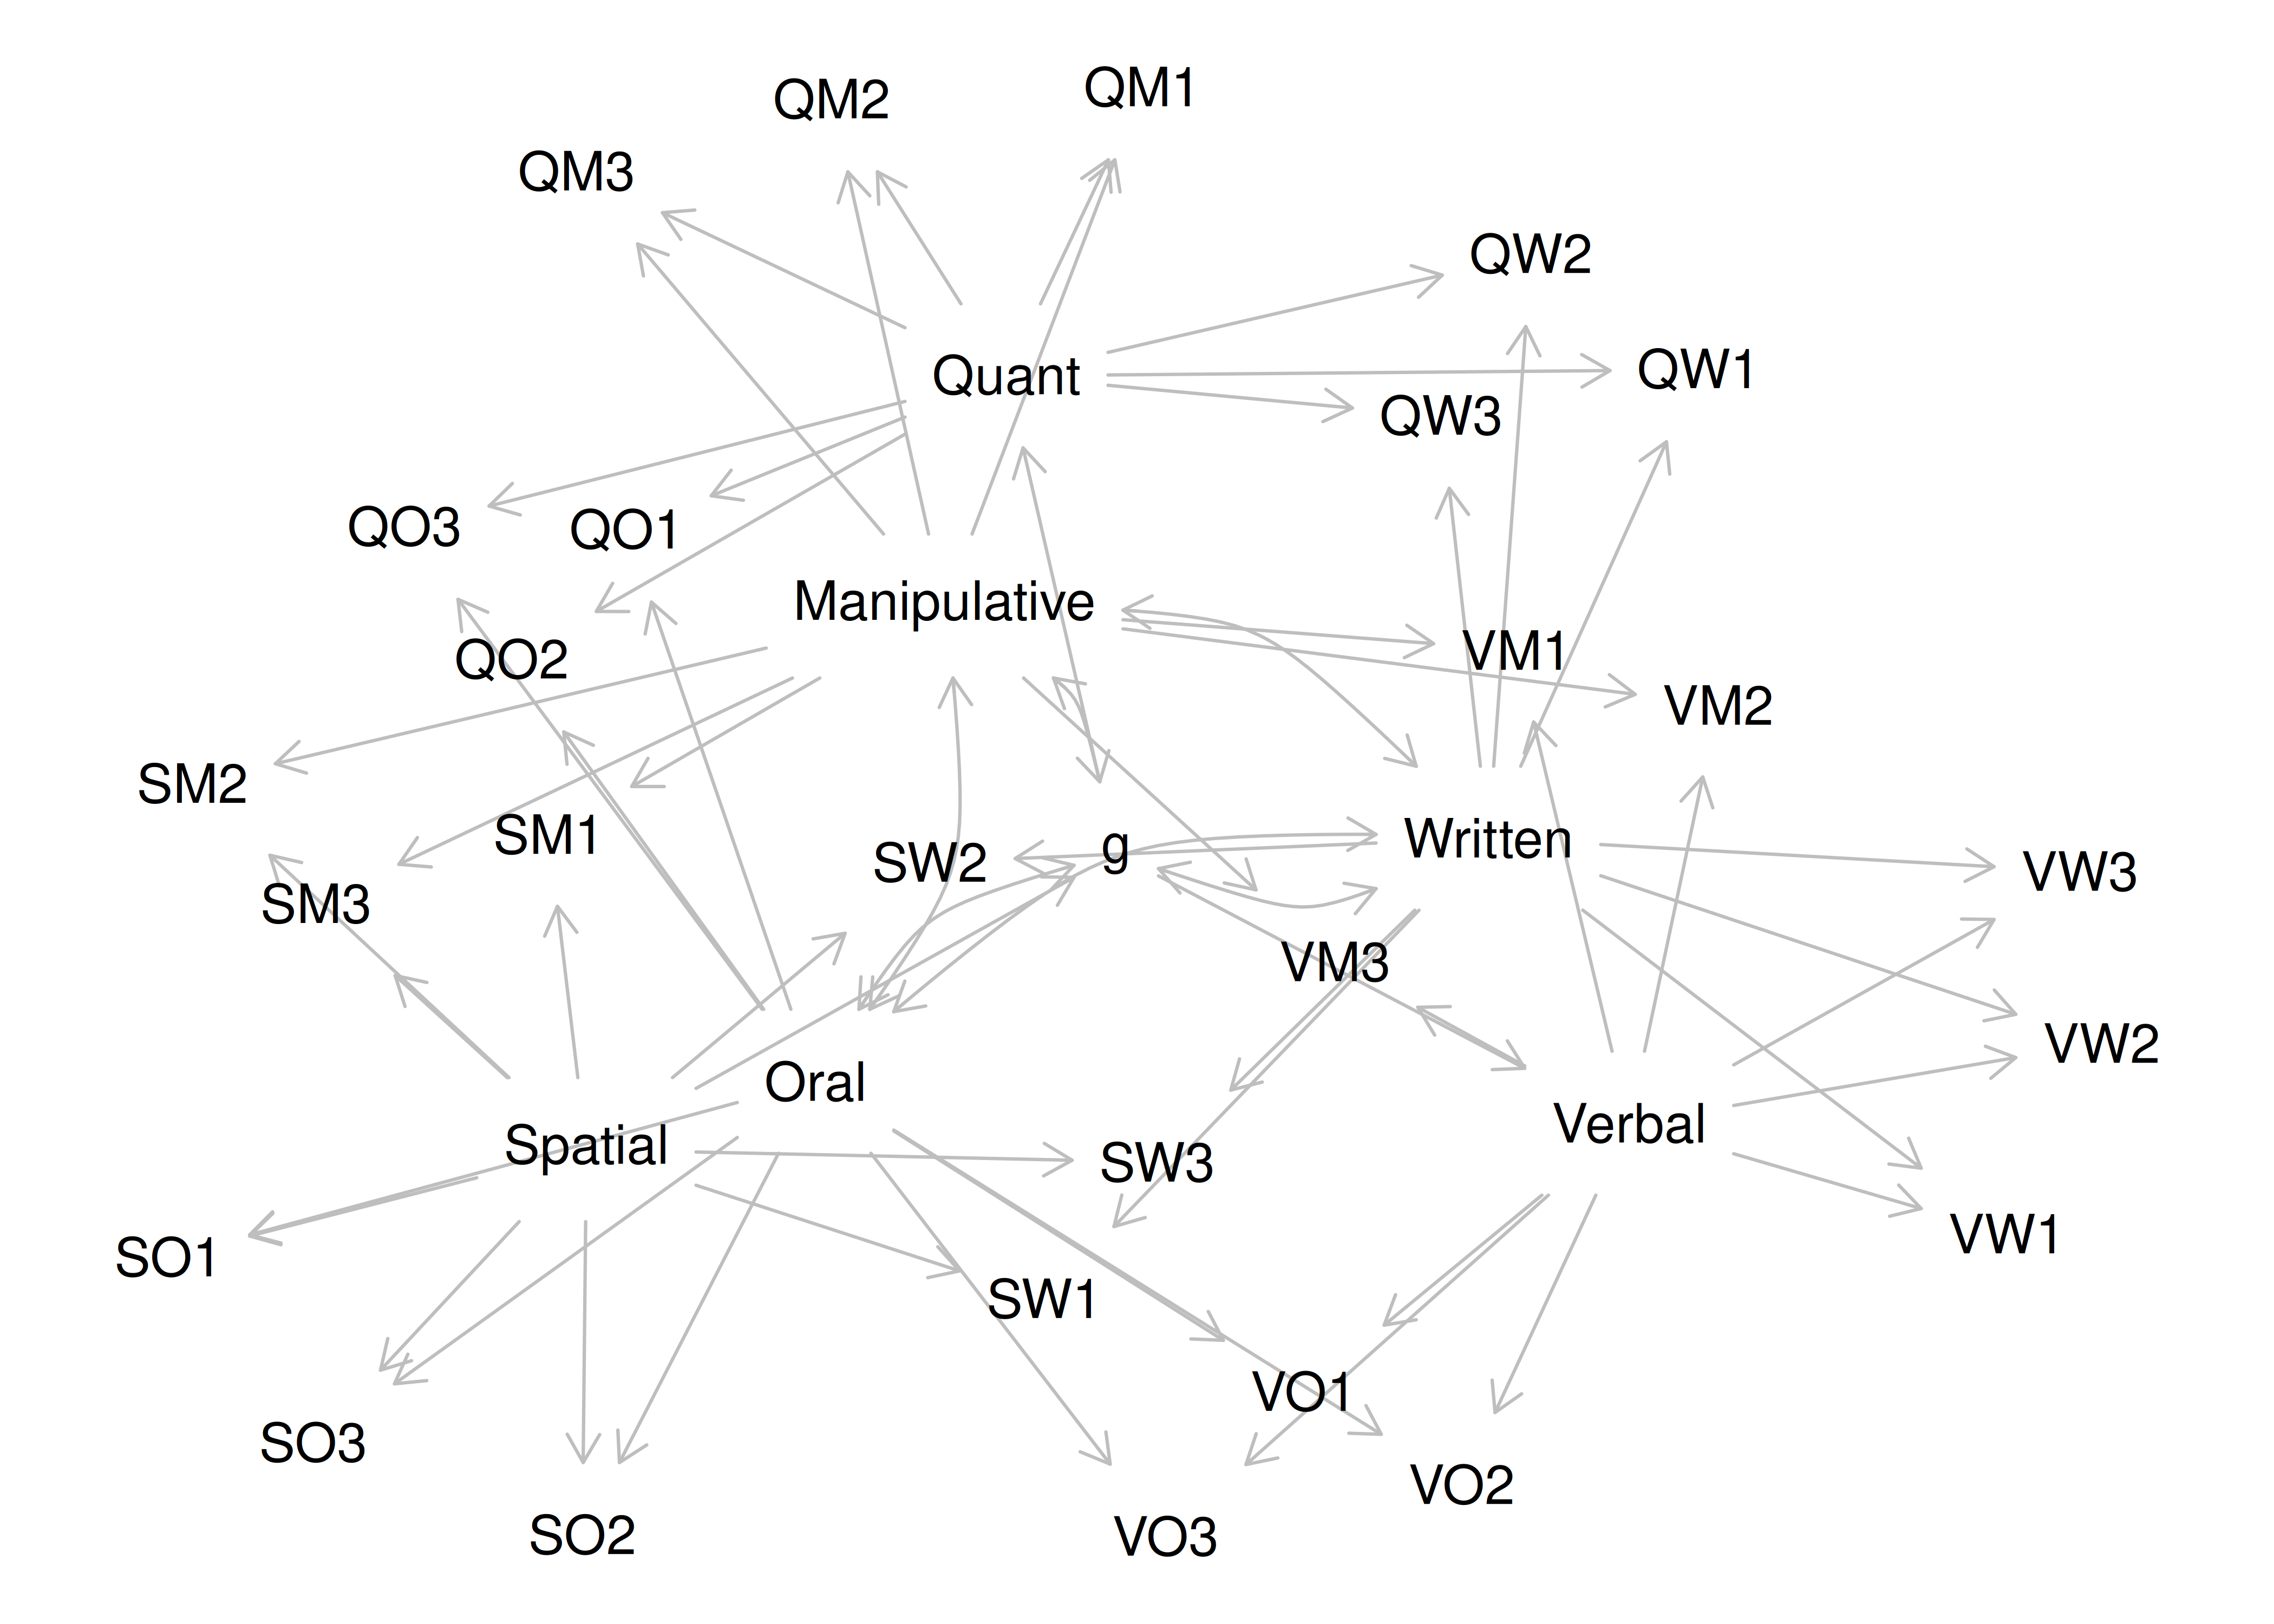 QM1
QM2
QM3
QW2
QW1
Quant
QW3
QO3
QO1
Manipulative
VM1
QO2
VM2
SM2
SM1
Written
g
SW2
VW3
SM3
VM3
VW2
Oral
Verbal
Spatial
SW3
VW1
SO1
SW1
VO1
SO3
VO2
SO2
VO3